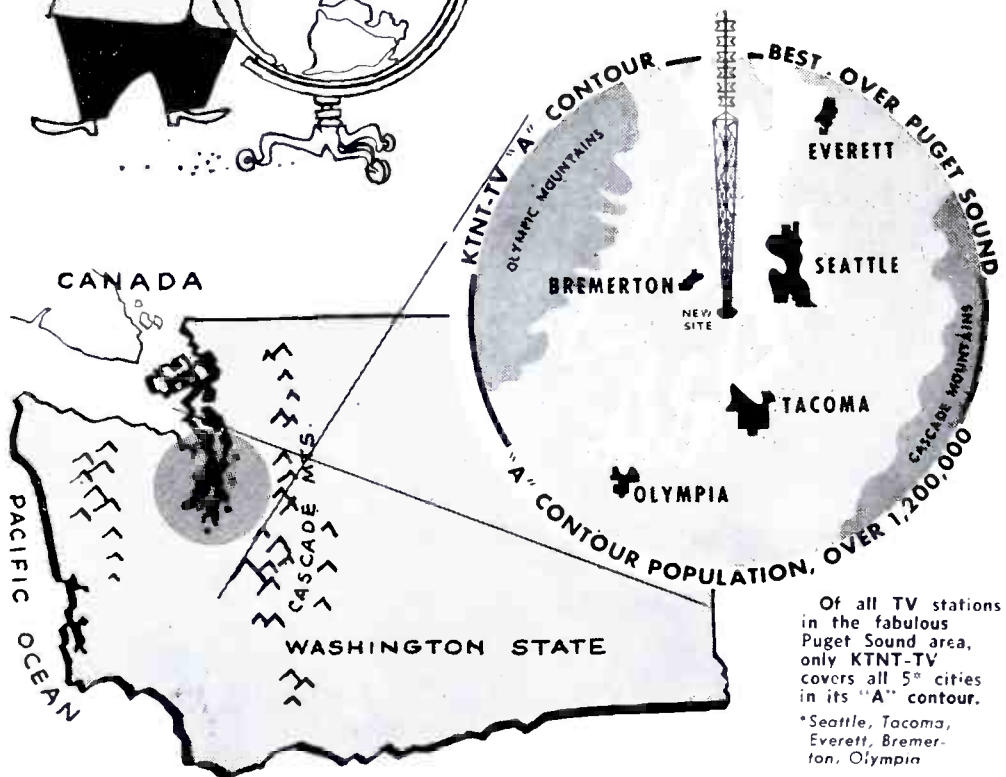 KTNT-TV "A" CONTOUR — BEST OVER PUGET SOUND
OLYMPIC MOUNTAINS
EVERETT
SEATTLE
BREMERTON
NEW
SITE
TACOMA
CASCADE MOUNTAINS
OLYMPIA
"A" CONTOUR POPULATION, OVER 1,200,000
CANADA
CASCADE MTS.
PACIFIC OCEAN
WASHINGTON STATE
Of all TV stations
in the fabulous
Puget Sound area,
only KTNT-TV
covers all 5* cities
in its "A" contour.
*Seattle, Tacoma,
Everett, Bremer-
ton, Olympia